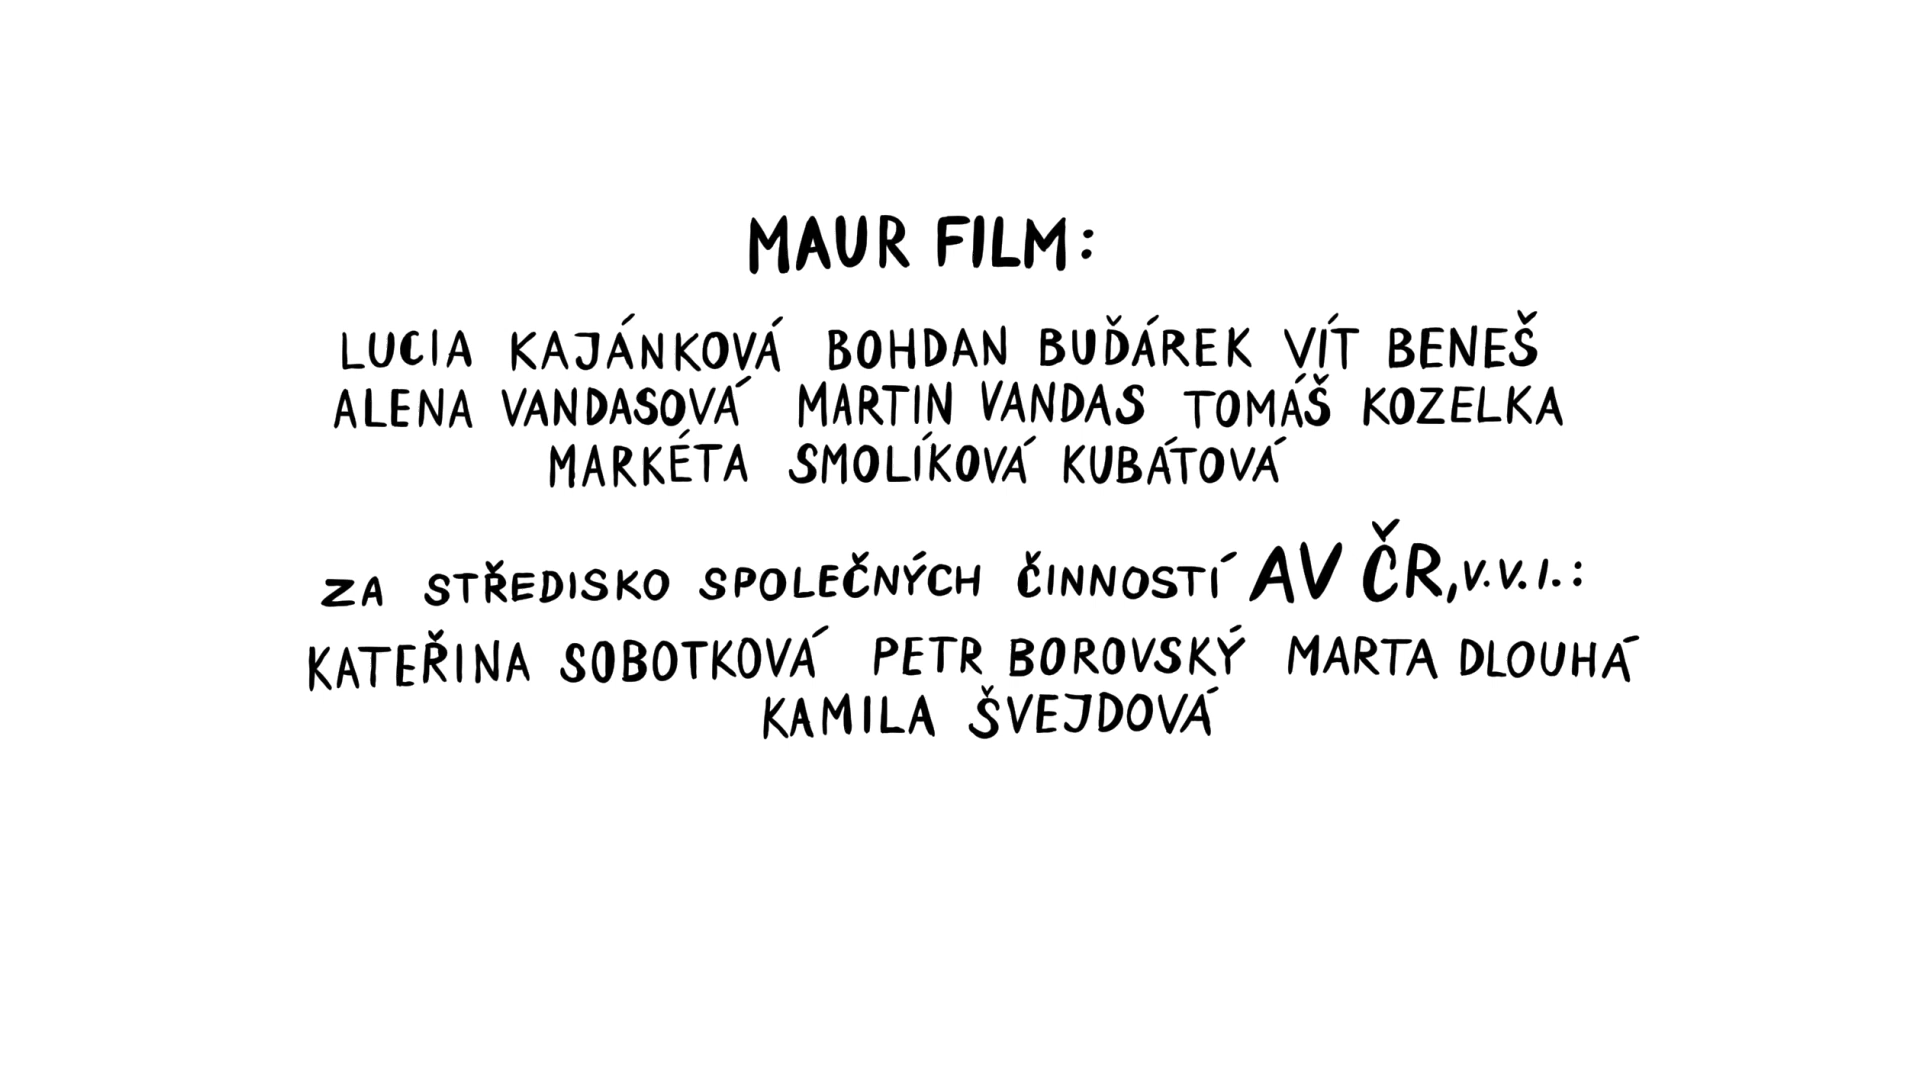 MAUR FILM:
LUCIA KAJÁNKOVÁ BOHDAN BUĎÁREK VÍT BENEŠ
ALENA VANDASOVÁ MARTIN VANDAS TOMÁŠ KOZELKA
MARKÉTA SMOLÍKOVÁ KUBÁTOVÁ
ZA STŘEDISKO SPOLEČNÝCH ČINNOSTÍ AV ČR, V. V. I.:
KATEŘINA SOBOTKOVÁ PETR BOROVSKÝ MARTA DLOUHÁ
KAMILA ŠVEJDOVÁ